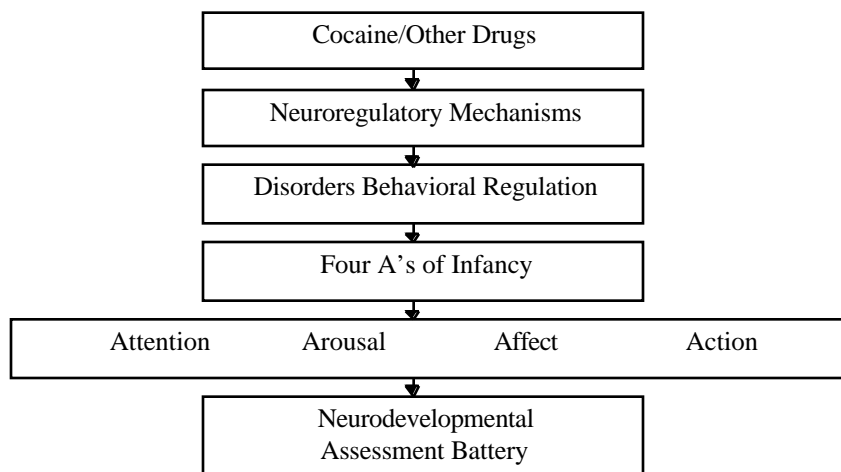 Cocaine/Other Drugs
Neuroregulatory Mechanisms
Disorders Behavioral Regulation
Four A’s of Infancy
Attention Arousal Affect Action
Neurodevelopmental
Assessment Battery